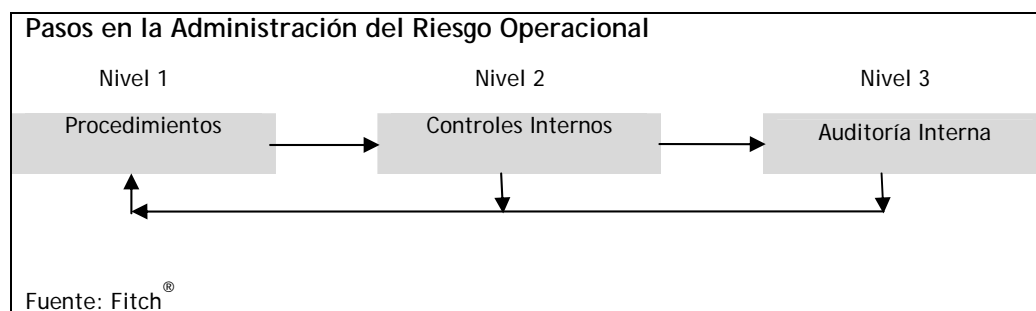 Pasos en la Administración del Riesgo Operacional
Nivel 1 Nivel 2 Nivel 3
Procedimientos Controles Internos Auditoría Interna
Fuente: Fitch®